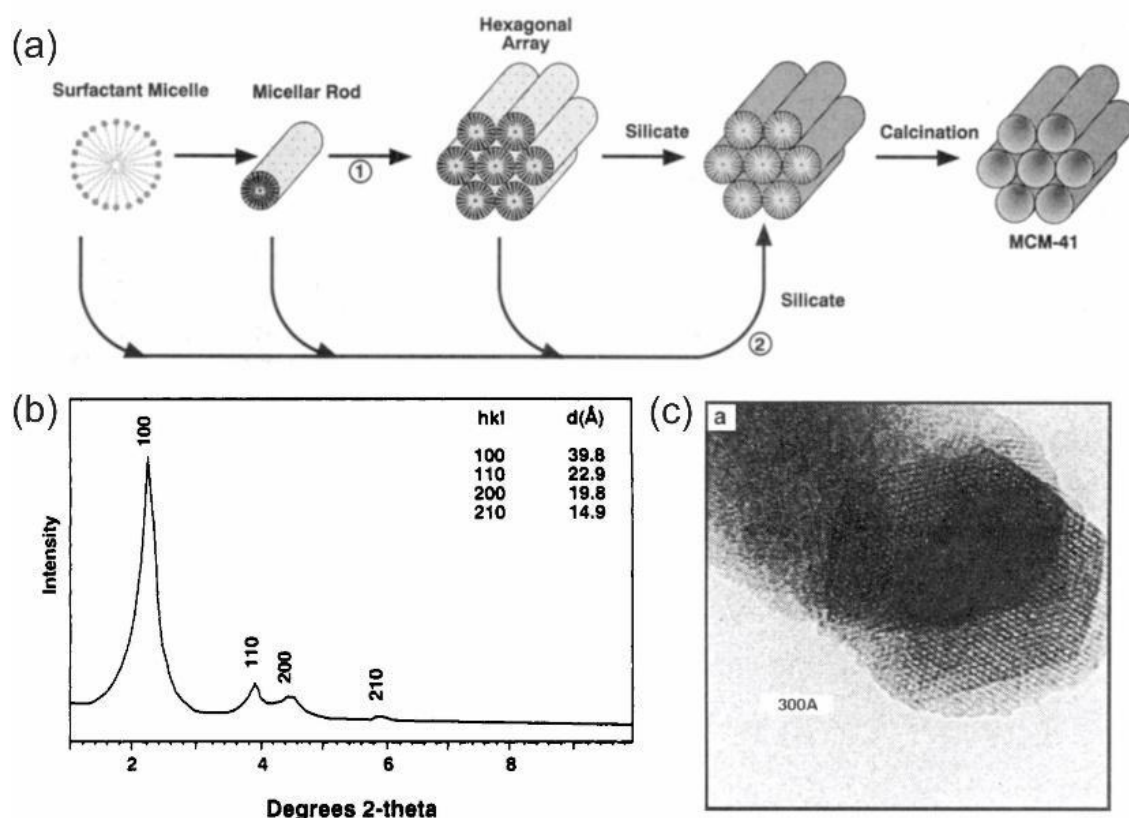 (a)
Hexagonal
Array
Surfactant Micelle
Micellar Rod
Silicate
Calcination
①
MCM-41
Silicate
②
(b)
hkl d(Å)
100 39.8
110 22.9
200 19.8
210 14.9
100
110
200
210
Intensity
2 4 6 8
Degrees 2-theta
(c)
a
300A